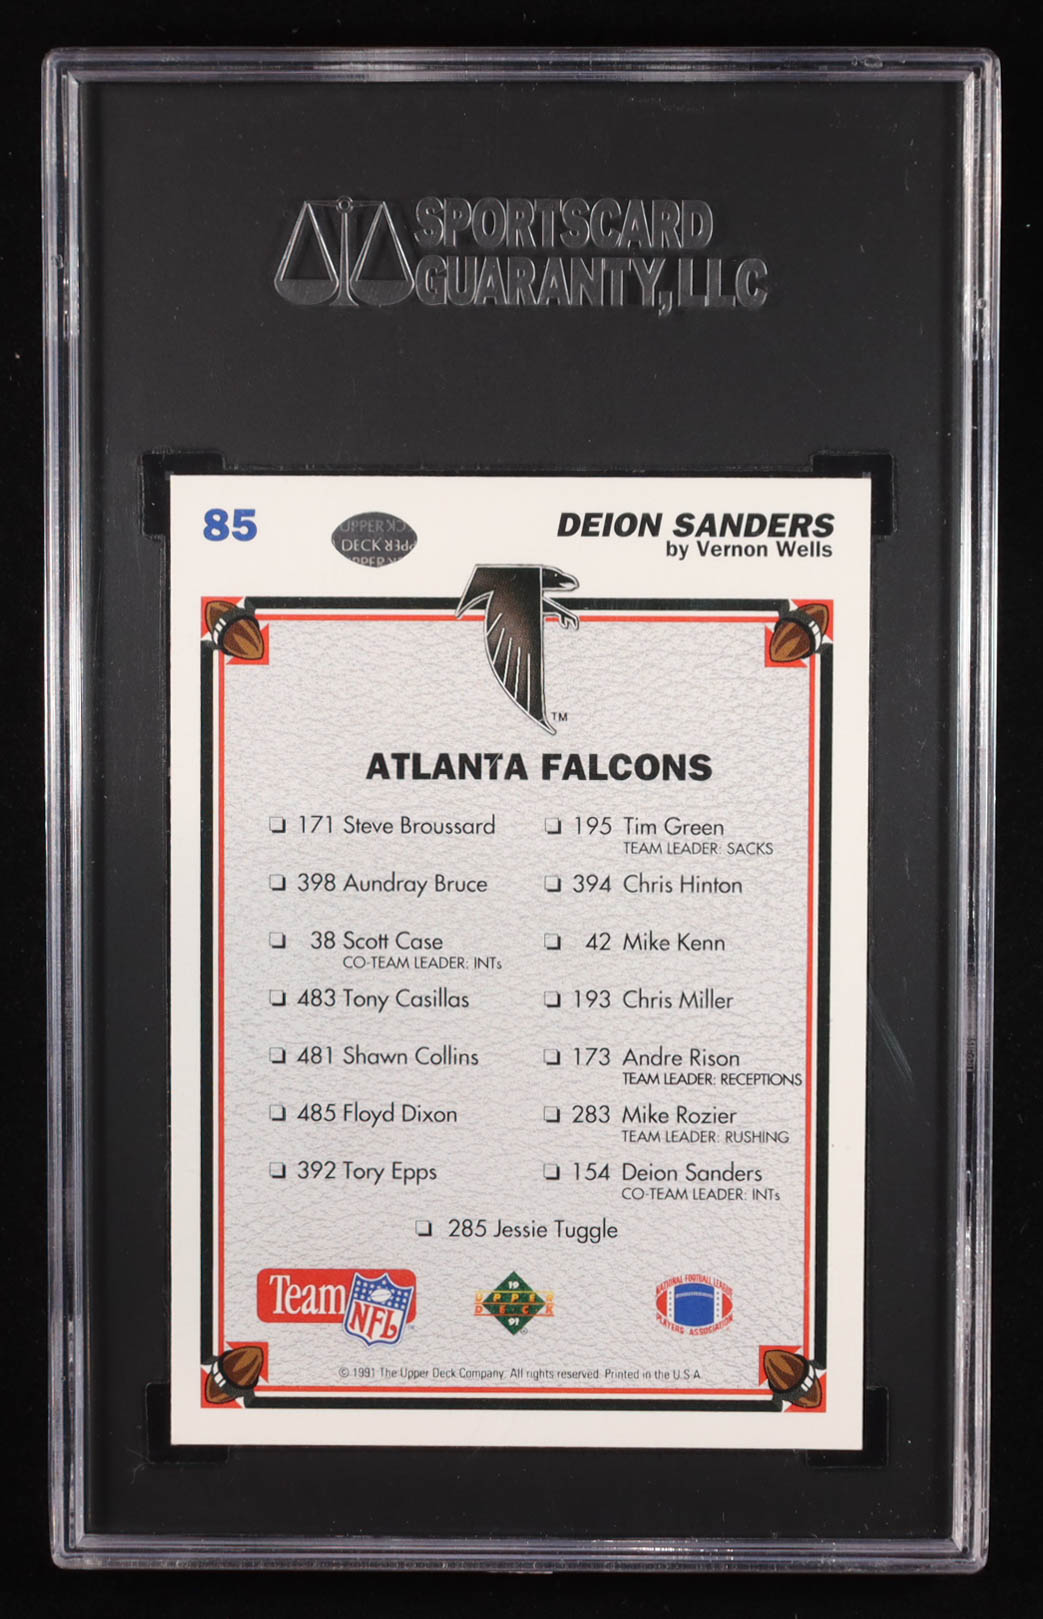 SPORTSCARD
GUARANTY, LLC
85
UPPER
DECK
DEION SANDERS
by Vernon Wells
TM
ATLANTA FALCONS
171 Steve Broussard
398 Aundray Bruce
38 Scott Case
CO-TEAM LEADER: INTs
483 Tony Casillas
481 Shawn Collins
485 Floyd Dixon
392 Tory Epps
195 Tim Green
TEAM LEADER: SACKS
394 Chris Hinton
42 Mike Kenn
193 Chris Miller
173 Andre Rison
TEAM LEADER: RECEPTIONS
283 Mike Rozier
TEAM LEADER: RUSHING
154 Deion Sanders
CO-TEAM LEADER: INTs
285 Jessie Tuggle
Team NFL
19
UPPER
DECK
91
NATIONAL FOOTBALL LEAGUE
PLAYERS ASSOCIATION
© 1991 The Upper Deck Company. All rights reserved. Printed in the U.S.A.